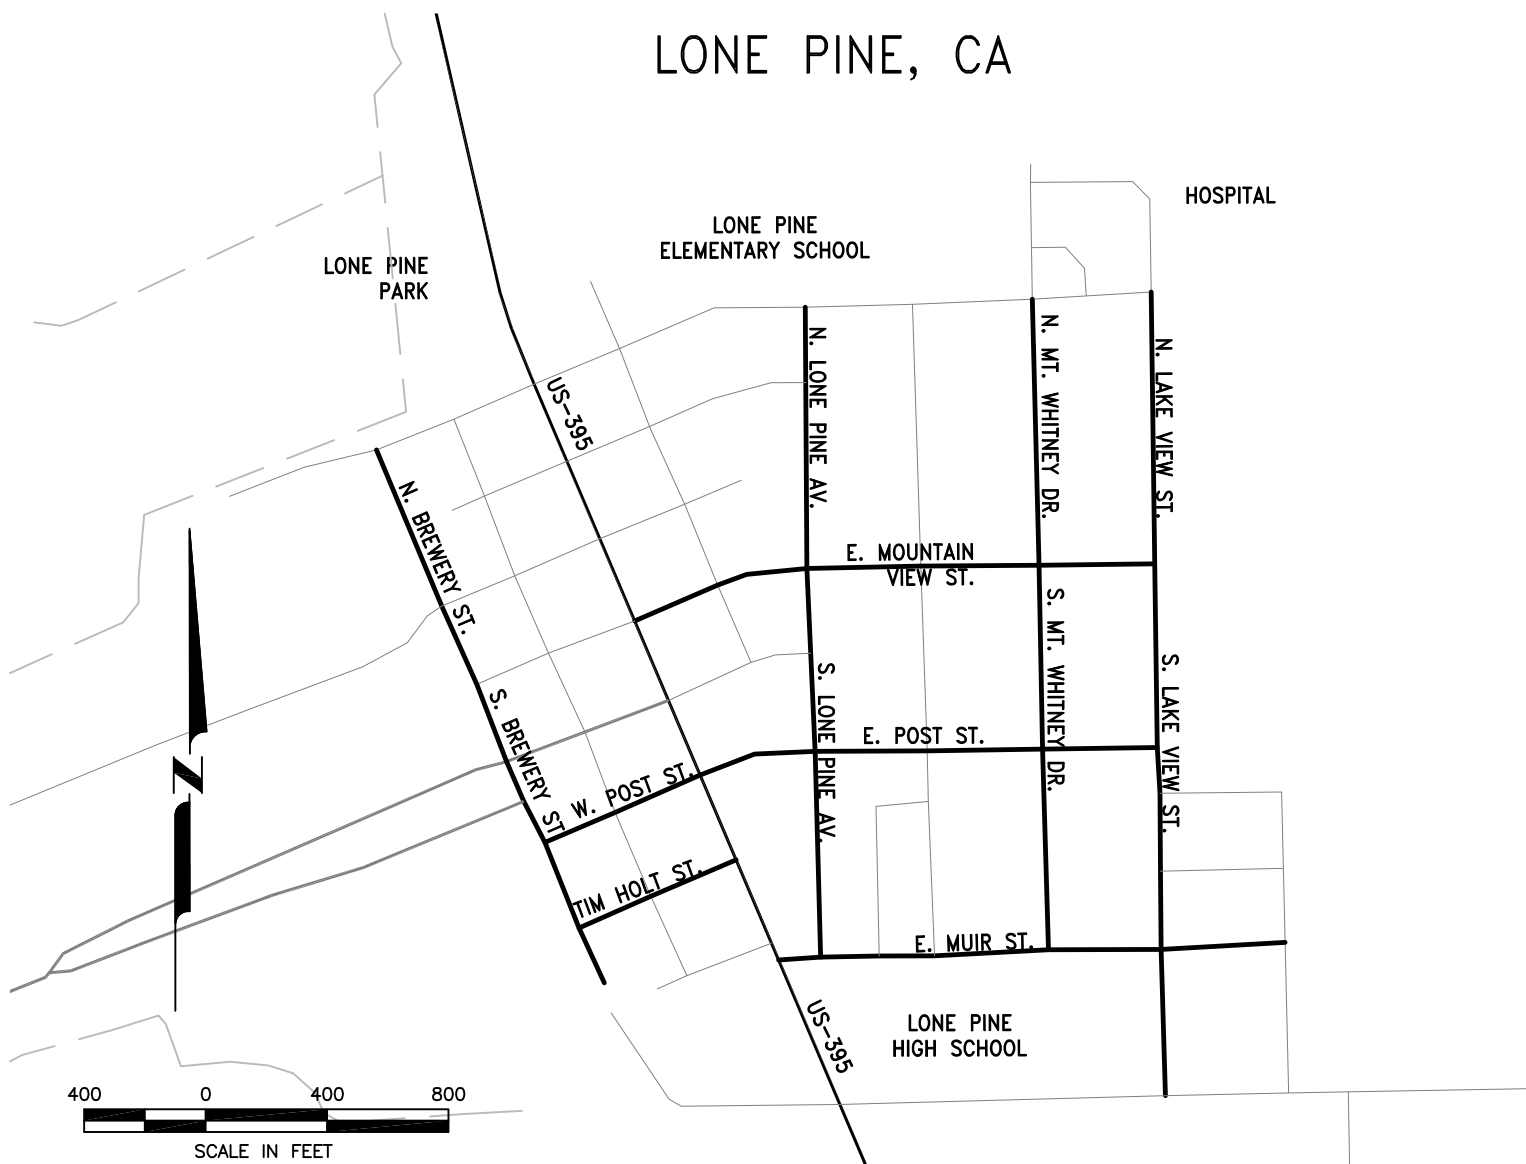 LONE PINE, CA
HOSPITAL
LONE PINE
ELEMENTARY SCHOOL
LONE PINE
PARK
US-395
N. LONE PINE AV.
N. MT. WHITNEY DR.
N. LAKE VIEW ST.
N. BREWERY ST.
E. MOUNTAIN
VIEW ST.
S. MT. WHITNEY DR.
S. LAKE VIEW ST.
S. LONE PINE AV.
S. BREWERY ST
E. POST ST.
W. POST ST.
TIM HOLT ST.
E. MUIR ST.
US-395
LONE PINE
HIGH SCHOOL
N
400 0 400 800
SCALE IN FEET